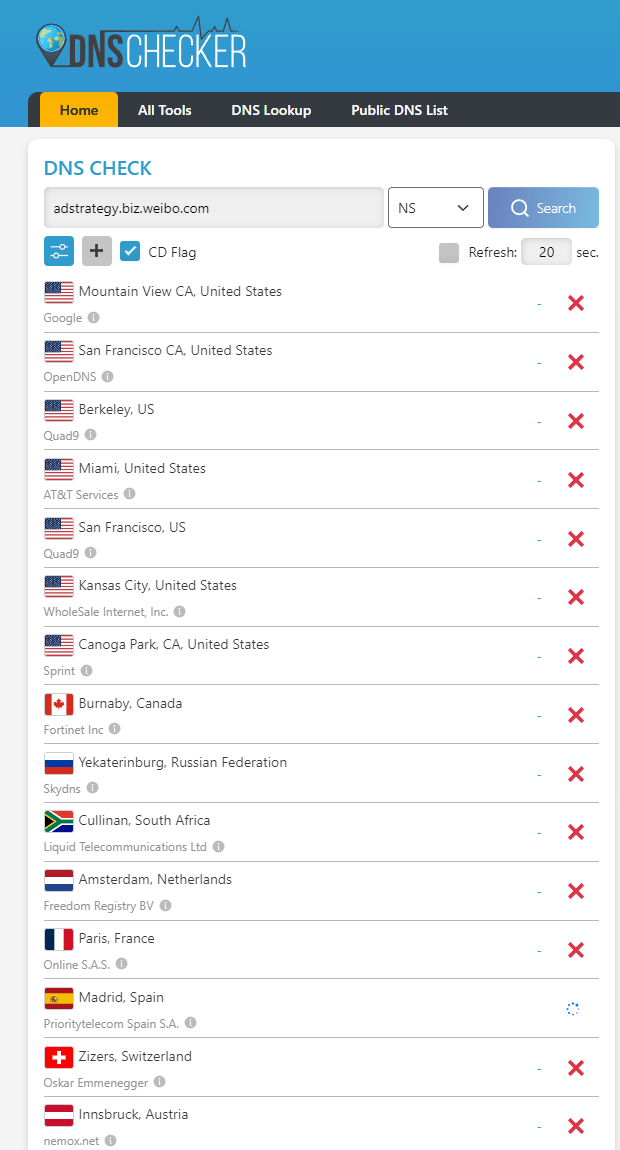 DNSCHECKER
Home All Tools DNS Lookup Public DNS List
DNS CHECK
adstrategy.biz.weibo.com NS Search
CD Flag Refresh: 20 sec.
Mountain View CA, United States
-
Google
San Francisco CA, United States
-
OpenDNS
Berkeley, US
-
Quad9
Miami, United States
-
AT&T Services
San Francisco, US
-
Quad9
Kansas City, United States
-
WholeSale Internet, Inc.
Canoga Park, CA, United States
-
Sprint
Burnaby, Canada
-
Fortinet Inc
Yekaterinburg, Russian Federation
-
Skydns
Cullinan, South Africa
-
Liquid Telecommunications Ltd
Amsterdam, Netherlands
-
Freedom Registry BV
Paris, France
-
Online S.A.S.
Madrid, Spain
Prioritytelecom Spain S.A.
Zizers, Switzerland
-
Oskar Emmenegger
Innsbruck, Austria
-
nemox.net